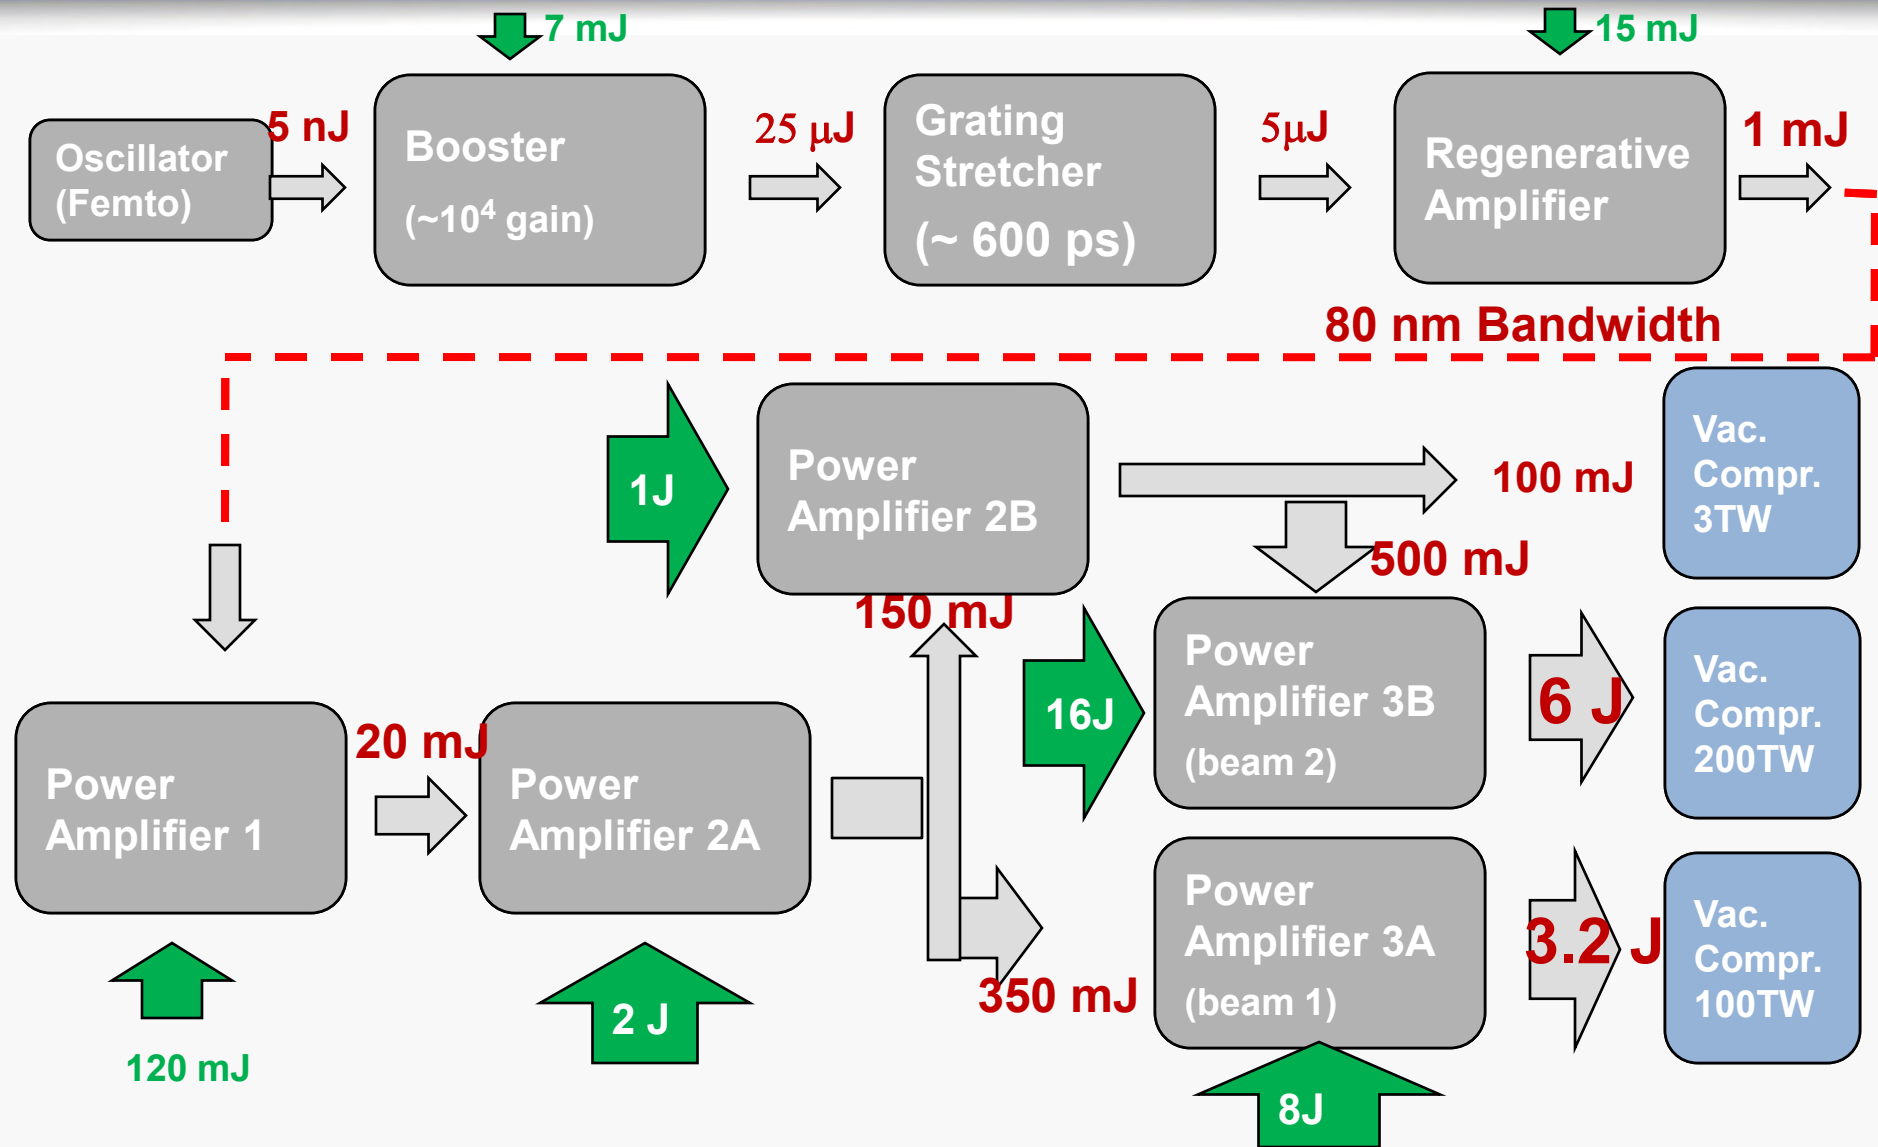 7 mJ
15 mJ
Oscillator
(Femto)
5 nJ
Booster
(~10⁴ gain)
25 μJ
Grating
Stretcher
(~ 600 ps)
5μJ
Regenerative
Amplifier
1 mJ
80 nm Bandwidth
1J
Power
Amplifier 2B
100 mJ
Vac.
Compr.
3TW
500 mJ
150 mJ
16J
Power
Amplifier 3B
(beam 2)
6 J
Vac.
Compr.
200TW
Power
Amplifier 1
20 mJ
Power
Amplifier 2A
350 mJ
Power
Amplifier 3A
(beam 1)
3.2 J
Vac.
Compr.
100TW
120 mJ
2 J
8J